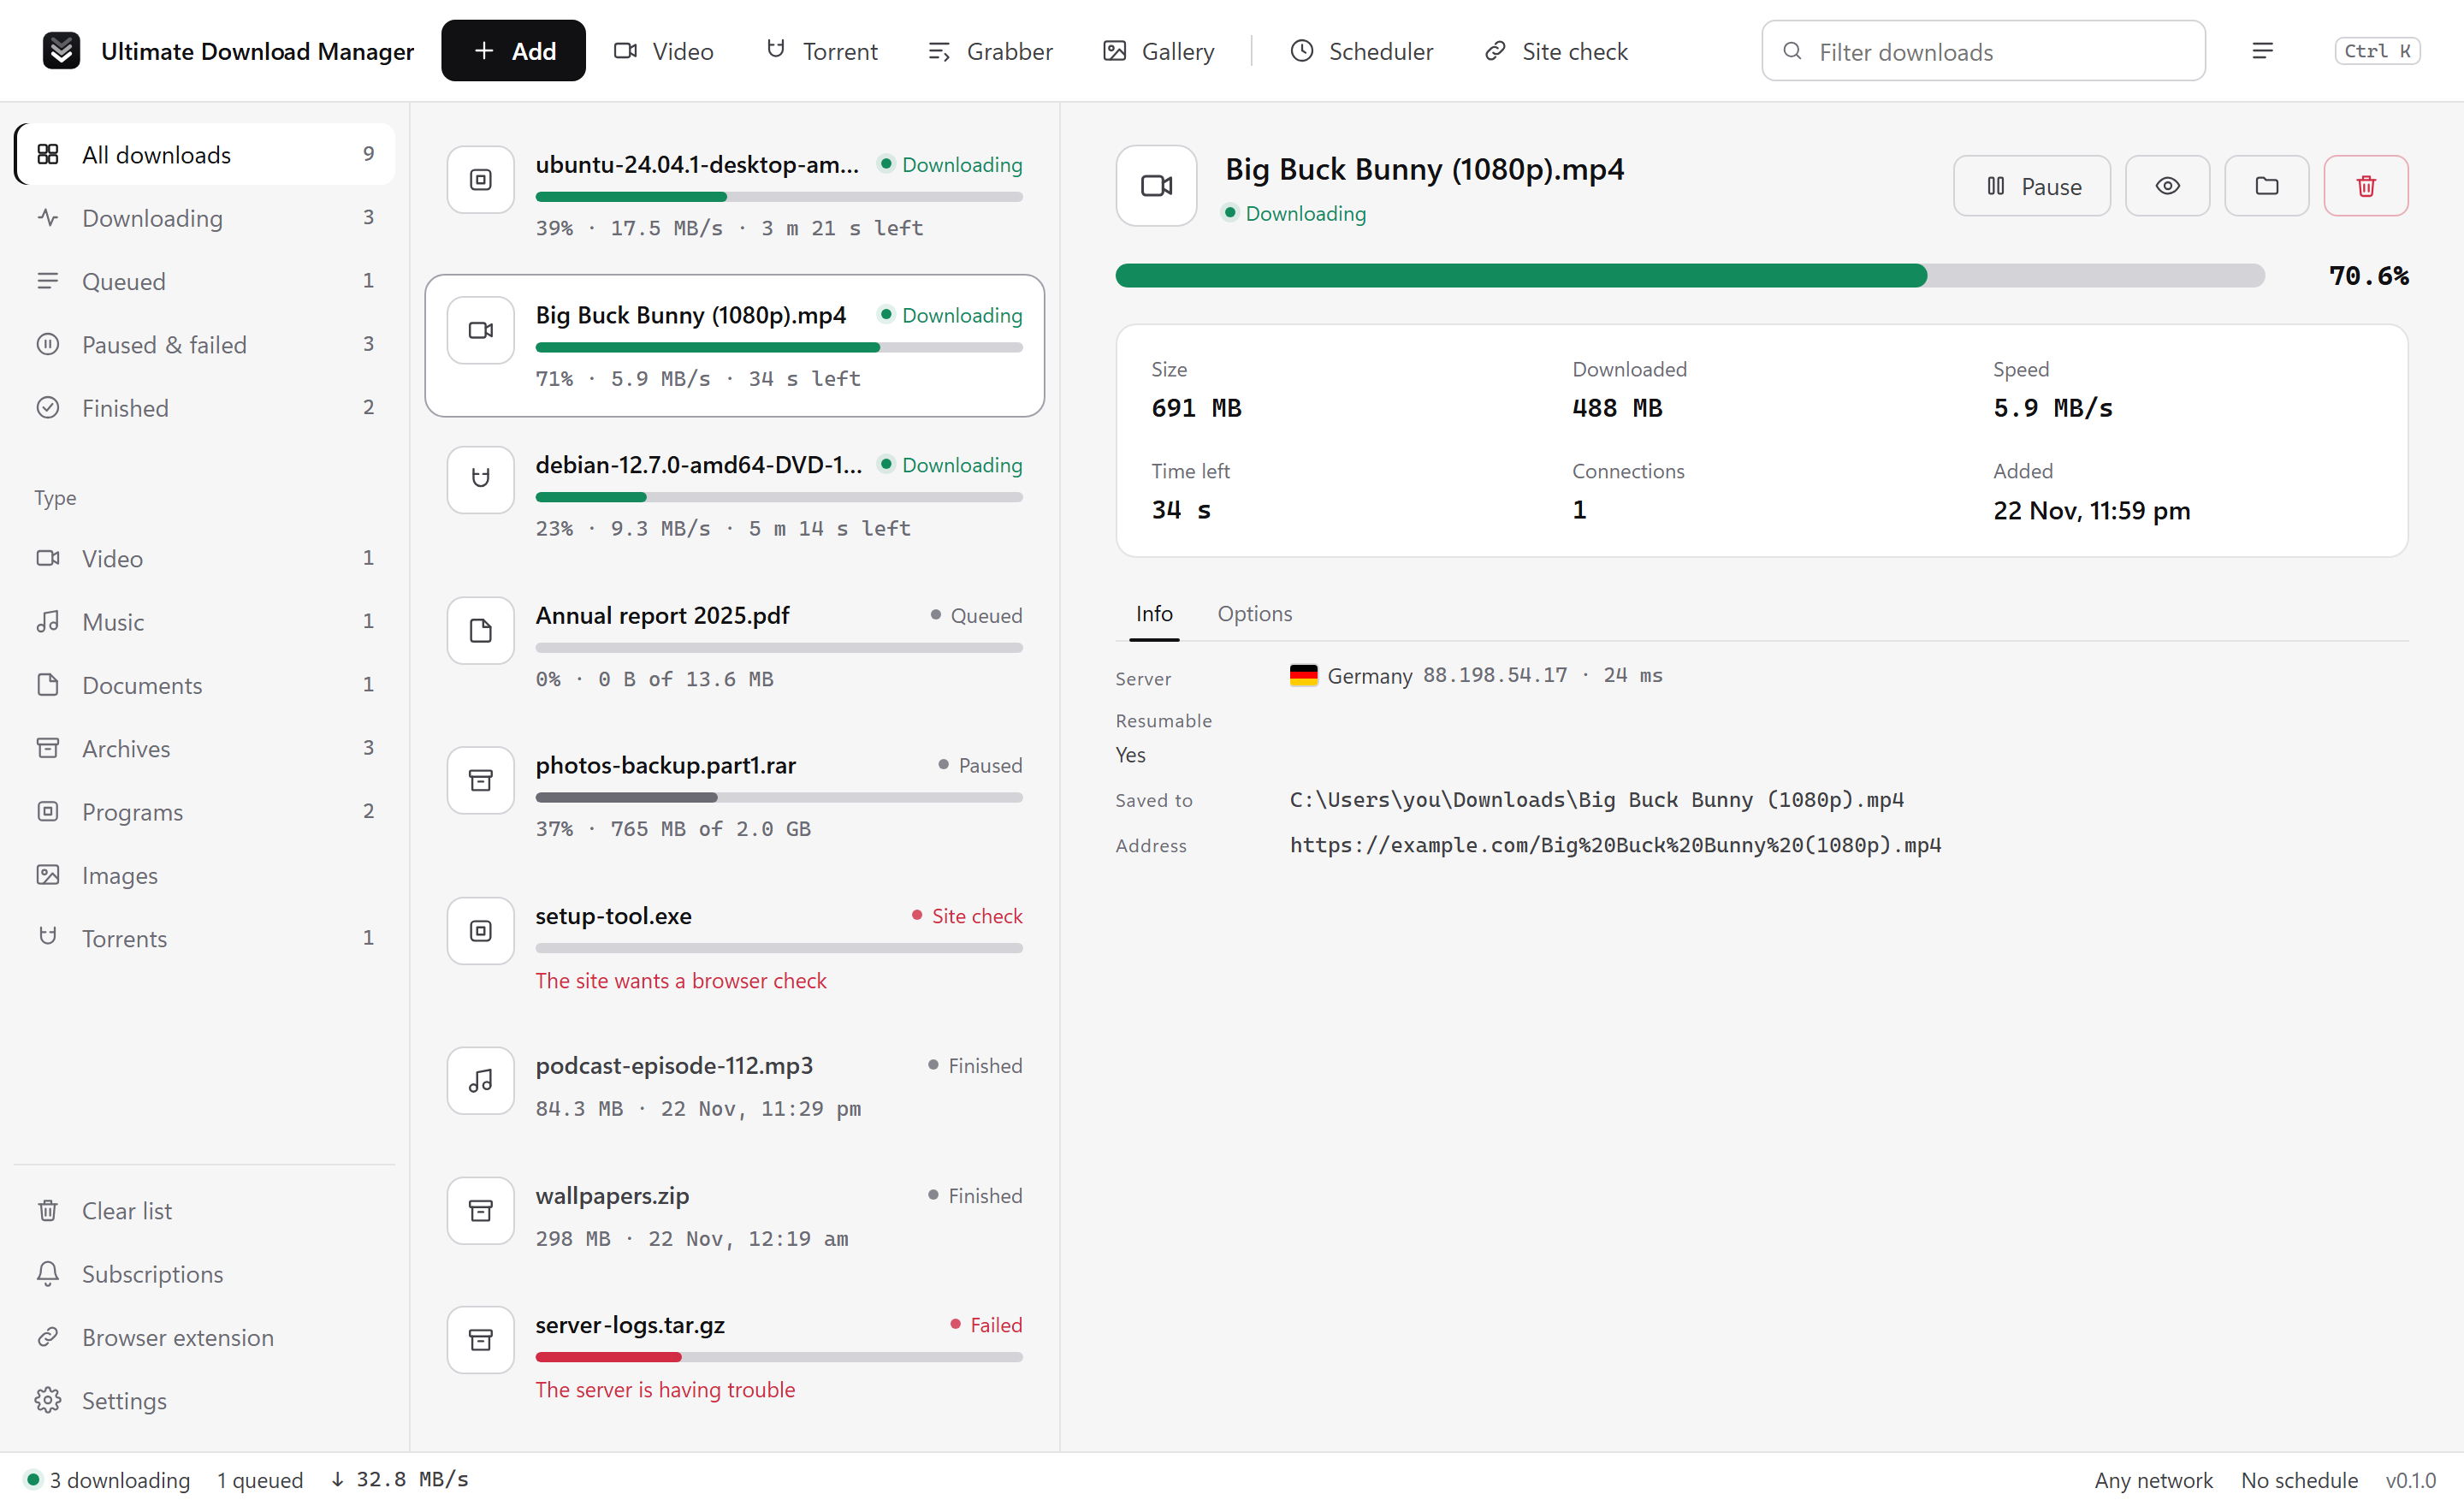 Ultimate Download Manager
Add
Video
Torrent
Grabber
Gallery
Scheduler
Site check
Filter downloads
Ctrl K
All downloads 9
Downloading 3
Queued 1
Paused & failed 3
Finished 2
Type
Video 1
Music 1
Documents 1
Archives 3
Programs 2
Images
Torrents 1
Clear list
Subscriptions
Browser extension
Settings
ubuntu-24.04.1-desktop-am... Downloading
39% · 17.5 MB/s · 3 m 21 s left
Big Buck Bunny (1080p).mp4 Downloading
71% · 5.9 MB/s · 34 s left
debian-12.7.0-amd64-DVD-1... Downloading
23% · 9.3 MB/s · 5 m 14 s left
Annual report 2025.pdf Queued
0% · 0 B of 13.6 MB
photos-backup.part1.rar Paused
37% · 765 MB of 2.0 GB
setup-tool.exe Site check
The site wants a browser check
podcast-episode-112.mp3 Finished
84.3 MB · 22 Nov, 11:29 pm
wallpapers.zip Finished
298 MB · 22 Nov, 12:19 am
server-logs.tar.gz Failed
The server is having trouble
Big Buck Bunny (1080p).mp4
Downloading
Pause
70.6%
Size Downloaded Speed
691 MB 488 MB 5.9 MB/s
Time left Connections Added
34 s 1 22 Nov, 11:59 pm
Info Options
Server Germany 88.198.54.17 · 24 ms
Resumable
Yes
Saved to C:\Users\you\Downloads\Big Buck Bunny (1080p).mp4
Address https://example.com/Big%20Buck%20Bunny%20(1080p).mp4
3 downloading 1 queued ↓ 32.8 MB/s
Any network No schedule v0.1.0